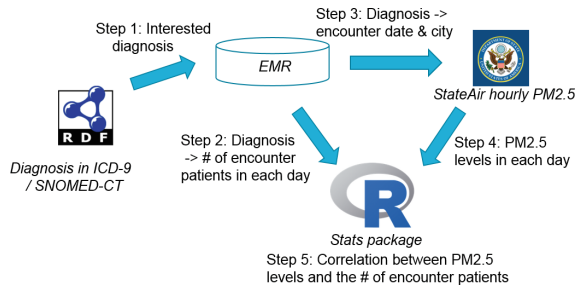 Step 1: Interested
diagnosis
Step 3: Diagnosis ->
encounter date & city
EMR
StateAir hourly PM2.5
RDF
Diagnosis in ICD-9
/ SNOMED-CT
Step 2: Diagnosis
-> # of encounter
patients in each day
Step 4: PM2.5
levels in each day
R
Stats package
Step 5: Correlation between PM2.5
levels and the # of encounter patients